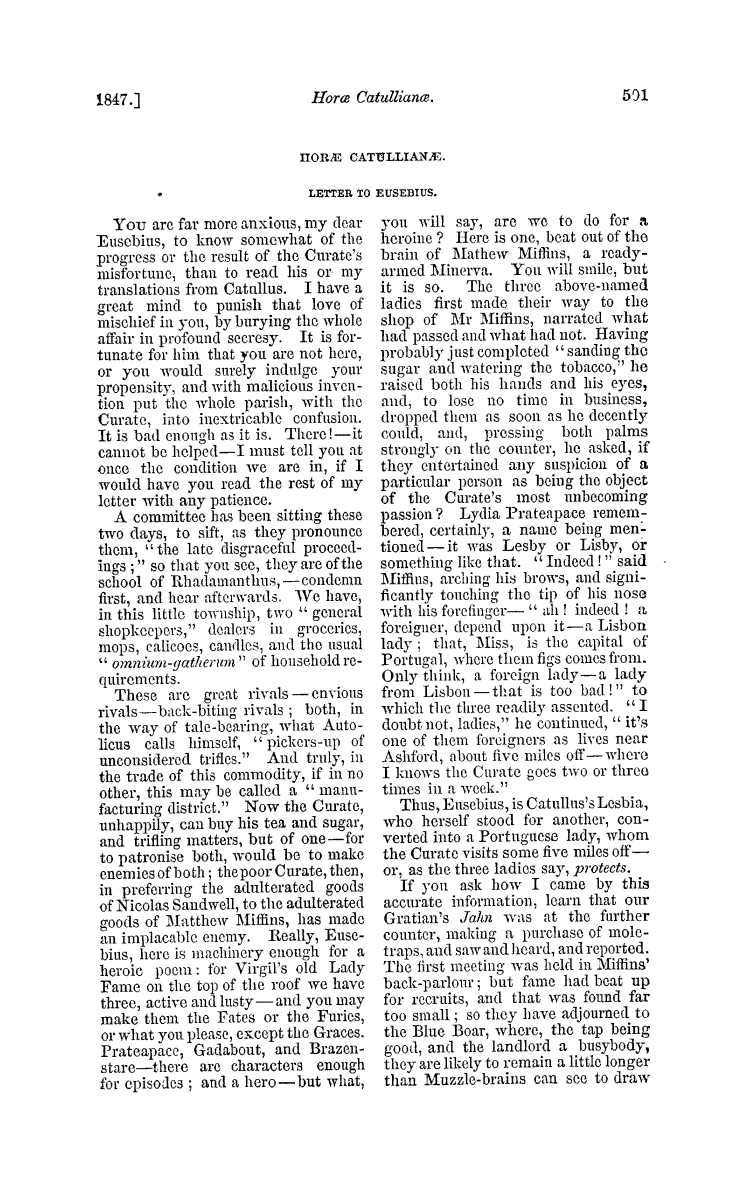 1847.] Horæ Catullianæ. 501
HORÆ CATULLIANÆ.
LETTER TO EUSEBIUS.
You are far more anxious, my dear
Eusebius, to know somewhat of the
progress or the result of the Curate's
misfortune, than to read his or my
translations from Catullus. I have a
great mind to punish that love of
mischief in you, by burying the whole
affair in profound secresy. It is for-
tunate for him that you are not here,
or you would surely indulge your
propensity, and with malicious inven-
tion put the whole parish, with the
Curate, into inextricable confusion.
It is bad enough as it is. There!—it
cannot be helped—I must tell you at
once the condition we are in, if I
would have you read the rest of my
letter with any patience.
A committee has been sitting these
two days, to sift, as they pronounce
them, "the late disgraceful proceed-
ings;" so that you see, they are of the
school of Rhadamanthus,—condemn
first, and hear afterwards. We have,
in this little township, two "general
shopkeepers," dealers in groceries,
mops, calicoes, candles, and the usual
"omnium-gatherum" of household re-
quirements.
These are great rivals—envious
rivals—back-biting rivals; both, in
the way of tale-bearing, what Auto-
licus calls himself, "pickers-up of
unconsidered trifles." And truly, in
the trade of this commodity, if in no
other, this may be called a "manu-
facturing district." Now the Curate,
unhappily, can buy his tea and sugar,
and trifling matters, but of one—for
to patronise both, would be to make
enemies of both; the poor Curate, then,
in preferring the adulterated goods
of Nicolas Sandwell, to the adulterated
goods of Matthew Miffins, has made
an implacable enemy. Really, Euse-
bius, here is machinery enough for a
heroic poem: for Virgil's old Lady
Fame on the top of the roof we have
three, active and lusty—and you may
make them the Fates or the Furies,
or what you please, except the Graces.
Prateapace, Gadabout, and Brazen-
stare—there are characters enough
for episodes; and a hero—but what,
you will say, are we to do for a
heroine? Here is one, beat out of the
brain of Mathew Miffins, a ready-
armed Minerva. You will smile, but
it is so. The three above-named
ladies first made their way to the
shop of Mr Miffins, narrated what
had passed and what had not. Having
probably just completed "sanding the
sugar and watering the tobacco," he
raised both his hands and his eyes,
and, to lose no time in business,
dropped them as soon as he decently
could, and, pressing both palms
strongly on the counter, he asked, if
they entertained any suspicion of a
particular person as being the object
of the Curate's most unbecoming
passion? Lydia Prateapace remem-
bered, certainly, a name being men-
tioned—it was Lesby or Lisby, or
something like that. "Indeed!" said
Miffins, arching his brows, and signi-
ficantly touching the tip of his nose
with his forefinger—"ah! indeed! a
foreigner, depend upon it—a Lisbon
lady; that, Miss, is the capital of
Portugal, where them figs comes from.
Only think, a foreign lady—a lady
from Lisbon—that is too bad!" to
which the three readily assented. "I
doubt not, ladies," he continued, "it's
one of them foreigners as lives near
Ashford, about five miles off—where
I knows the Curate goes two or three
times in a week."
Thus, Eusebius, is Catullus's Lesbia,
who herself stood for another, con-
verted into a Portuguese lady, whom
the Curate visits some five miles off—
or, as the three ladies say, protects.
If you ask how I came by this
accurate information, learn that our
Gratian's Jahn was at the further
counter, making a purchase of mole-
traps, and saw and heard, and reported.
The first meeting was held in Miffins'
back-parlour; but fame had beat up
for recruits, and that was found far
too small; so they have adjourned to
the Blue Boar, where, the tap being
good, and the landlord a busybody,
they are likely to remain a little longer
than Muzzle-brains can see to draw